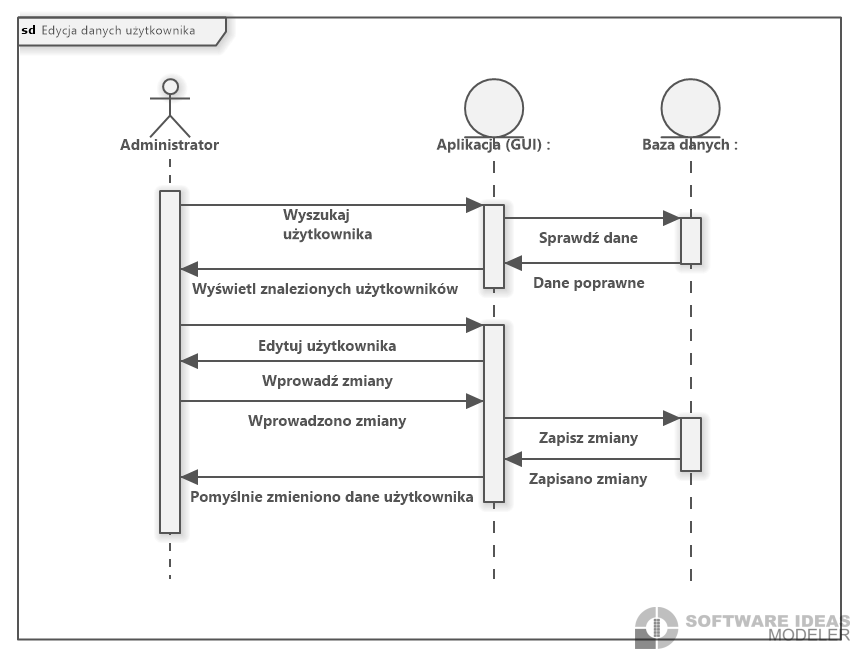 sd Edycja danych użytkownika
Administrator
Aplikacja (GUI) :
Baza danych :
Wyszukaj
użytkownika
Sprawdź dane
Dane poprawne
Wyświetl znalezionych użytkowników
Edytuj użytkownika
Wprowadź zmiany
Wprowadzono zmiany
Zapisz zmiany
Zapisano zmiany
Pomyślnie zmieniono dane użytkownika
SOFTWARE IDEAS
MODELER